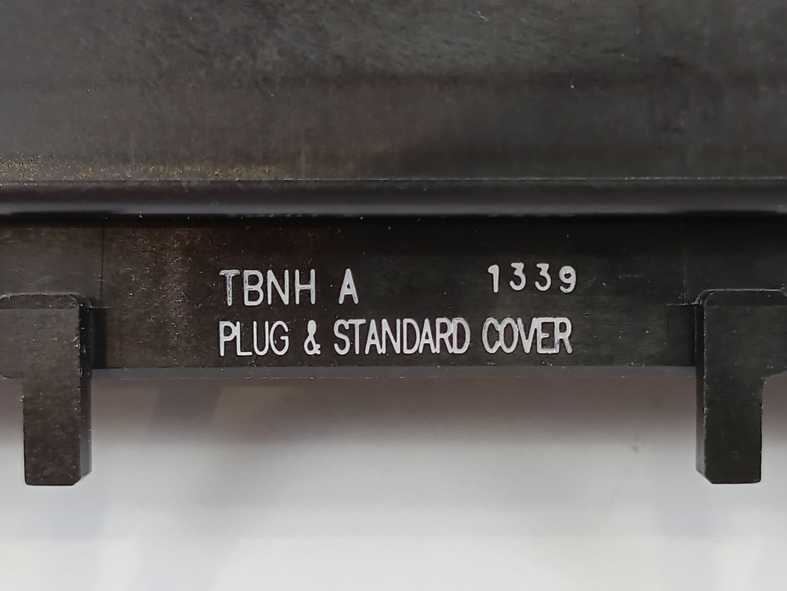 TBNH A 1339
PLUG & STANDARD COVER